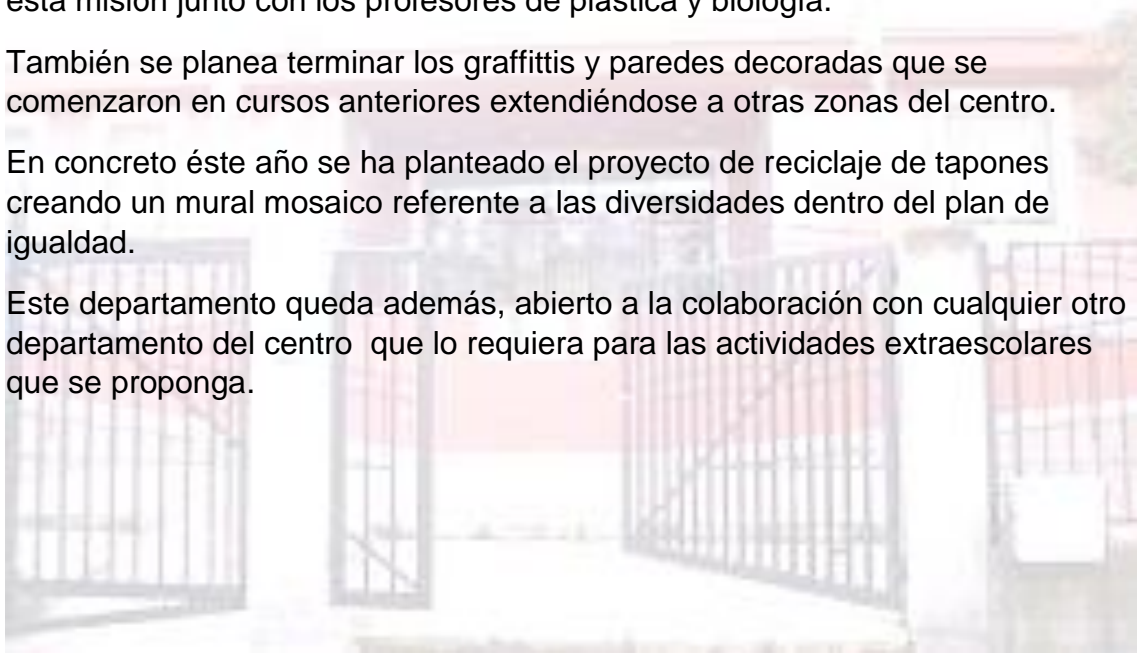 esta misión junto con los profesores de plástica y biología.
También se planea terminar los graffittis y paredes decoradas que se
comenzaron en cursos anteriores extendiéndose a otras zonas del centro.
En concreto éste año se ha planteado el proyecto de reciclaje de tapones
creando un mural mosaico referente a las diversidades dentro del plan de
igualdad.
Este departamento queda además, abierto a la colaboración con cualquier otro
departamento del centro  que lo requiera para las actividades extraescolares
que se proponga.